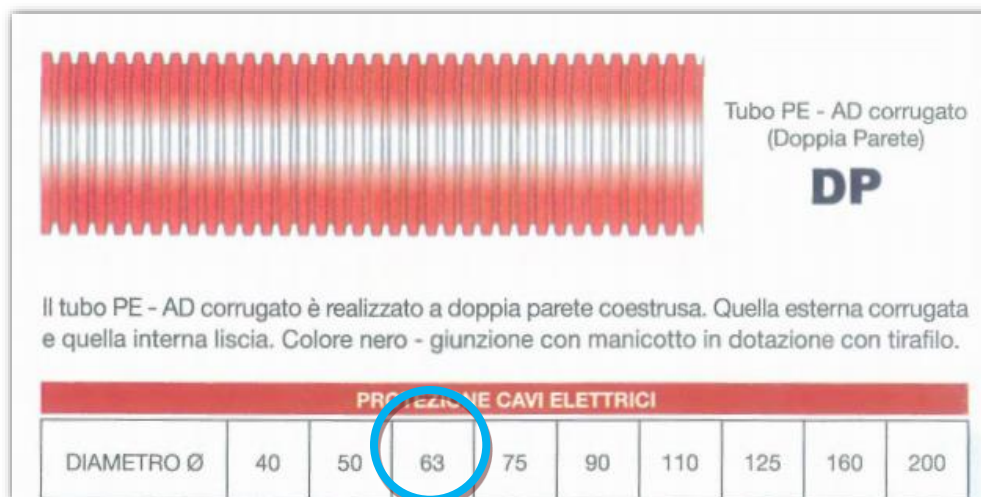 Tubo PE - AD corrugato
(Doppia Parete)
DP
Il tubo PE - AD corrugato è realizzato a doppia parete coestrusa. Quella esterna corrugata
e quella interna liscia. Colore nero - giunzione con manicotto in dotazione con tirafilo.
PROTEZIONE CAVI ELETTRICI
DIAMETRO Ø 40 50 63 75 90 110 125 160 200